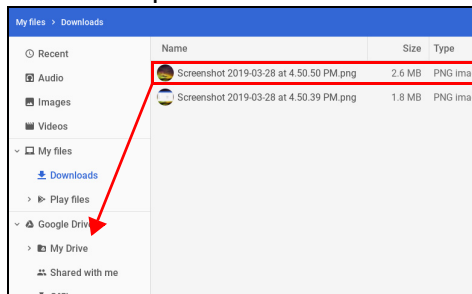 My files > Downloads
Recent
Audio
Images
Videos
My files
Downloads
Play files
Google Drive
My Drive
Shared with me
Name Size Type
Screenshot 2019-03-28 at 4.50.50 PM.png 2.6 MB PNG ima
Screenshot 2019-03-28 at 4.50.39 PM.png 1.8 MB PNG ima